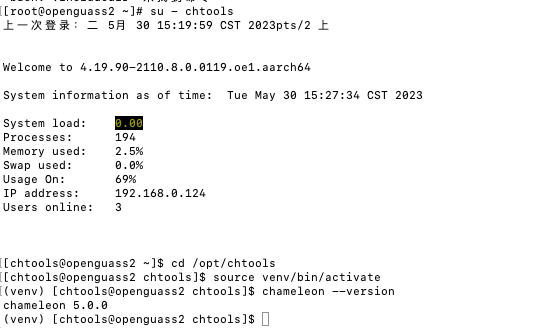 [[root@openguass2 ~]# su - chtools
上一次登录: 二 5月 30 15:19:59 CST 2023pts/2 上
Welcome to 4.19.90-2110.8.0.0119.oe1.aarch64
System information as of time:  Tue May 30 15:27:34 CST 2023
System load:    0.00
Processes:      194
Memory used:    2.5%
Swap used:      0.0%
Usage On:       69%
IP address:     192.168.0.124
Users online:   3
[[chtools@openguass2 ~]$ cd /opt/chtools
[[chtools@openguass2 chtools]$ source venv/bin/activate
[(venv) [chtools@openguass2 chtools]$ chameleon --version
chameleon 5.0.0
(venv) [chtools@openguass2 chtools]$